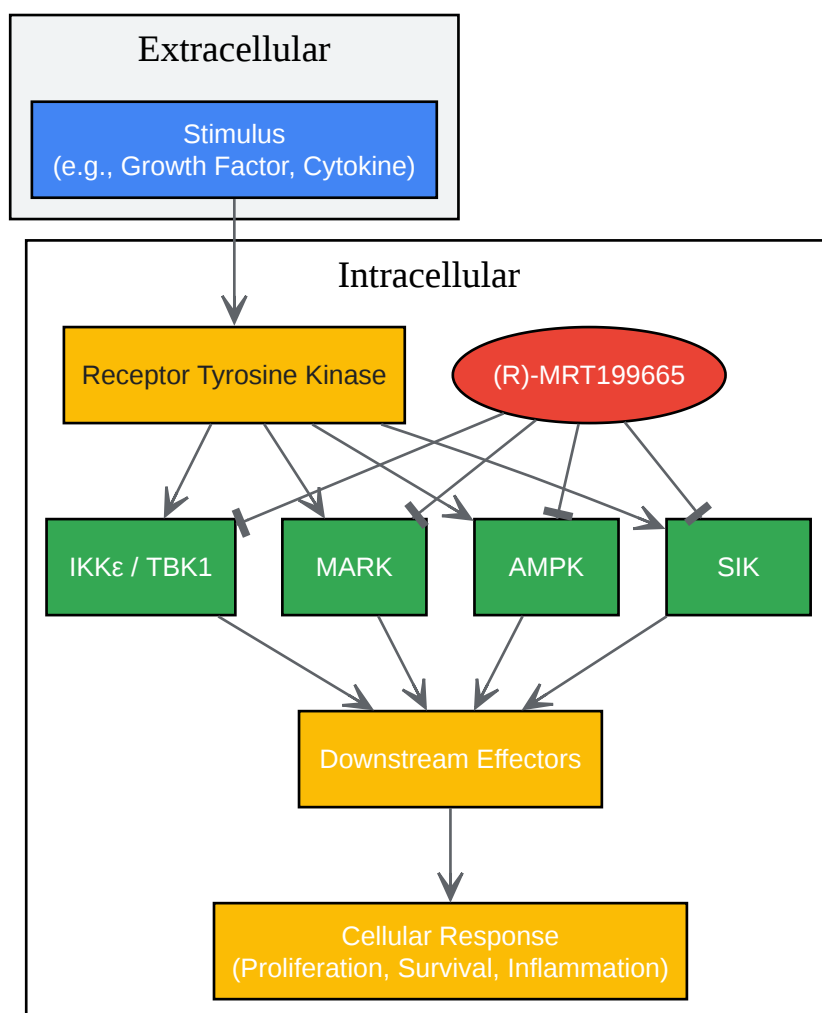 Extracellular
Stimulus
(e.g., Growth Factor, Cytokine)
Intracellular
Receptor Tyrosine Kinase
(R)-MRT199665
IKKε / TBK1
MARK
AMPK
SIK
Downstream Effectors
Cellular Response
(Proliferation, Survival, Inflammation)